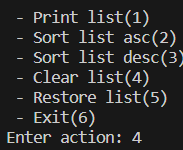 - Print list(1)
- Sort list asc(2)
- Sort list desc(3)
- Clear list(4)
- Restore list(5)
- Exit(6)
Enter action: 4